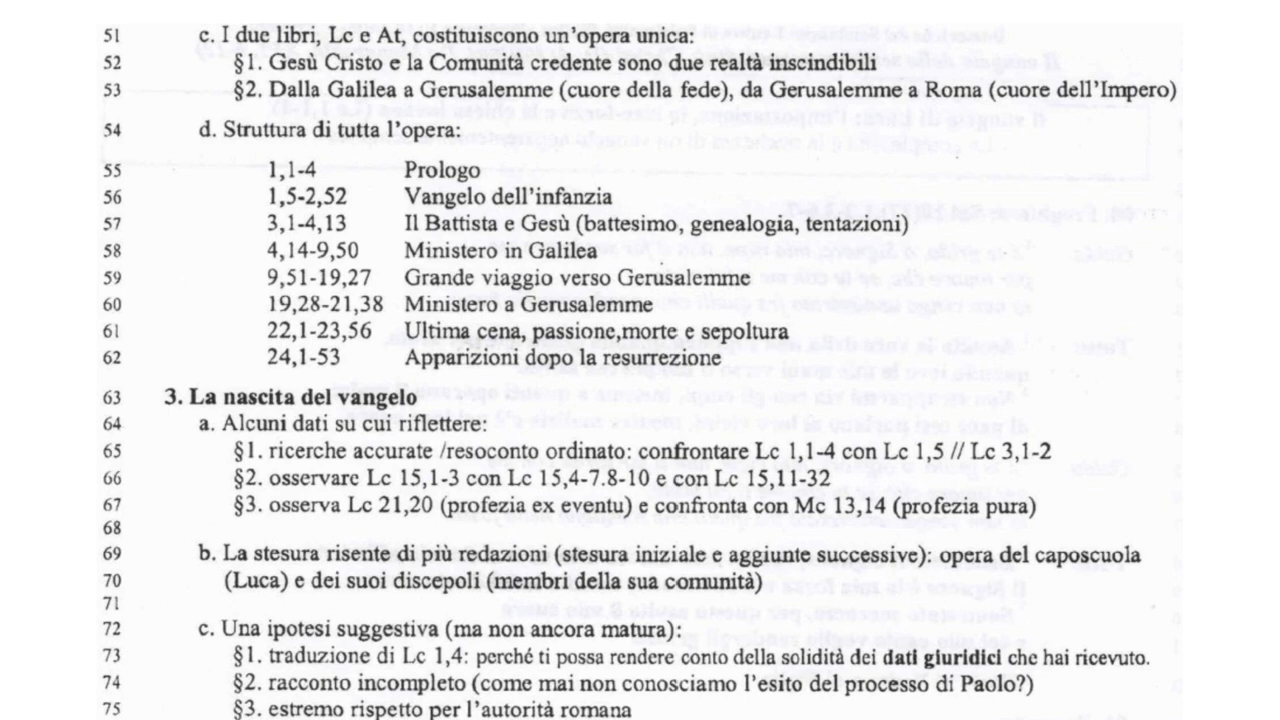 51 c. I due libri, Lc e At, costituiscono un'opera unica:
52 §1. Gesù Cristo e la Comunità credente sono due realtà inscindibili
53 §2. Dalla Galilea a Gerusalemme (cuore della fede), da Gerusalemme a Roma (cuore dell'Impero)
54 d. Struttura di tutta l'opera:
55 1,1-4 Prologo
56 1,5-2,52 Vangelo dell'infanzia
57 3,1-4,13 Il Battista e Gesù (battesimo, genealogia, tentazioni)
58 4,14-9,50 Ministero in Galilea
59 9,51-19,27 Grande viaggio verso Gerusalemme
60 19,28-21,38 Ministero a Gerusalemme
61 22,1-23,56 Ultima cena, passione,morte e sepoltura
62 24,1-53 Apparizioni dopo la resurrezione
63 3. La nascita del vangelo
64 a. Alcuni dati su cui riflettere:
65 §1. ricerche accurate /resoconto ordinato: confrontare Lc 1,1-4 con Lc 1,5 // Lc 3,1-2
66 §2. osservare Lc 15,1-3 con Lc 15,4-7.8-10 e con Lc 15,11-32
67 §3. osserva Lc 21,20 (profezia ex eventu) e confronta con Mc 13,14 (profezia pura)
68
69 b. La stesura risente di più redazioni (stesura iniziale e aggiunte successive): opera del caposcuola
70 (Luca) e dei suoi discepoli (membri della sua comunità)
71
72 c. Una ipotesi suggestiva (ma non ancora matura):
73 §1. traduzione di Lc 1,4: perché ti possa rendere conto della solidità dei dati giuridici che hai ricevuto.
74 §2. racconto incompleto (come mai non conosciamo l'esito del processo di Paolo?)
75 §3. estremo rispetto per l'autorità romana